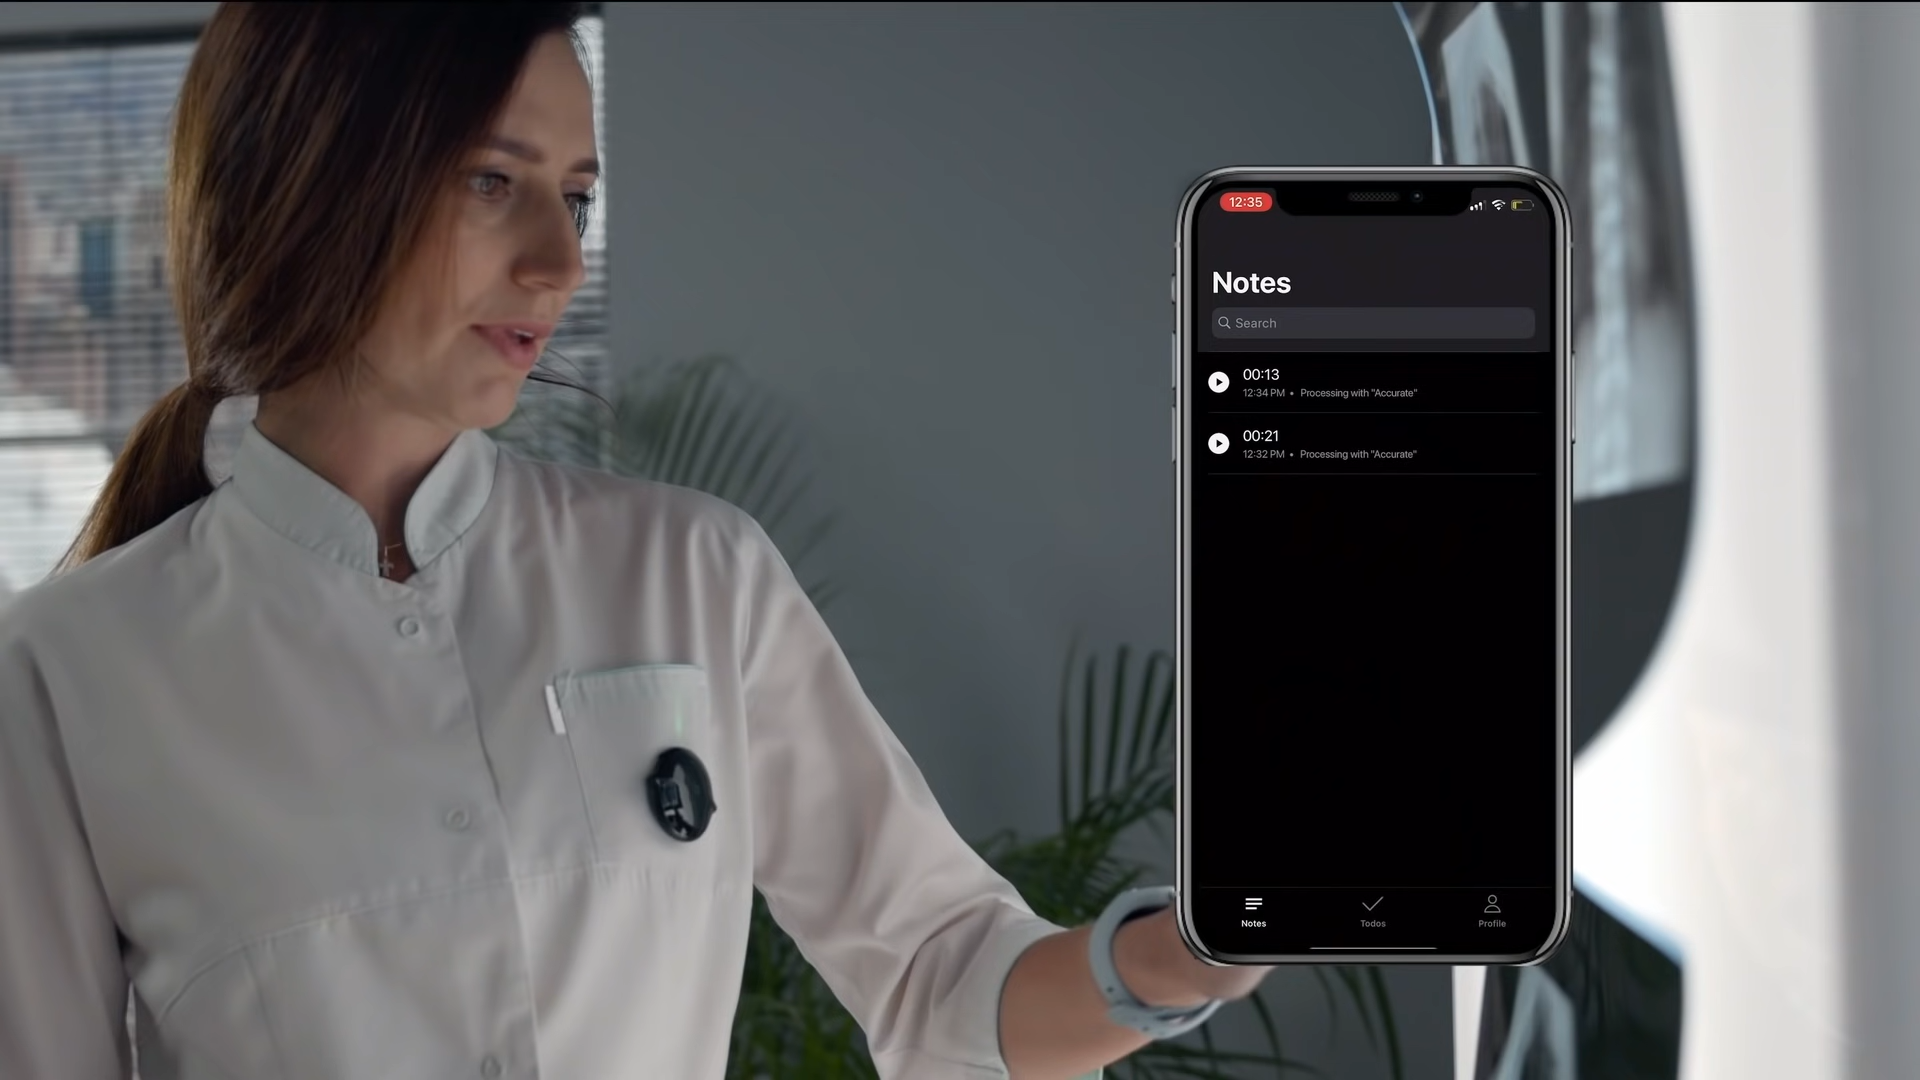 12:35
Notes
Search
00:13
12:34 PM • Processing with "Accurate"
00:21
12:32 PM • Processing with "Accurate"
Notes
Todos
Profile